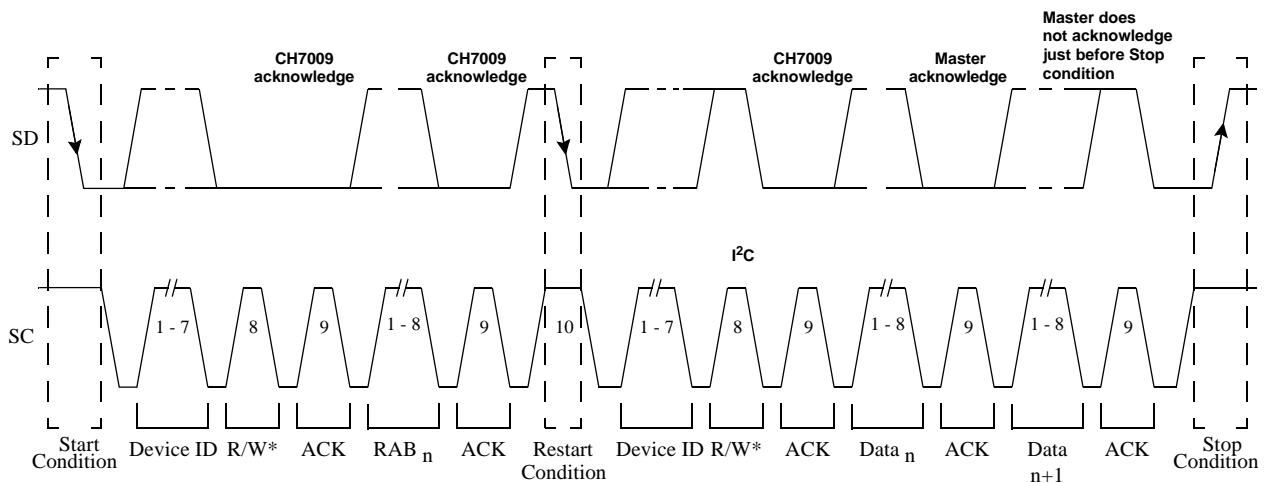 Master does
not acknowledge
just before Stop
condition
CH7009
acknowledge
CH7009
acknowledge
CH7009
acknowledge
Master
acknowledge
SD
I²C
SC
1 - 7
8
9
1 - 8
9
10
1 - 7
8
9
1 - 8
9
1 - 8
9
Start
Condition
Device ID
R/W*
ACK
RAB n
ACK
Restart
Condition
Device ID
R/W*
ACK
Data n
ACK
Data
n+1
ACK
Stop
Condition